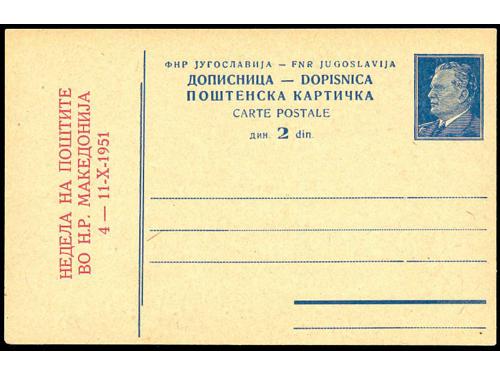 ФНР ЈУГОСЛАВИЈА — FNR JUGOSLAVIJA
ДОПИСНИЦА — DOPISNICA
ПОШТЕНСКА КАРТИЧКА
CARTE POSTALE
дин. 2 din.
НЕДЕЛА НА ПОШТИТЕ
ВО Н.Р. МАКЕДОНИЈА
4 — 11-X-1951